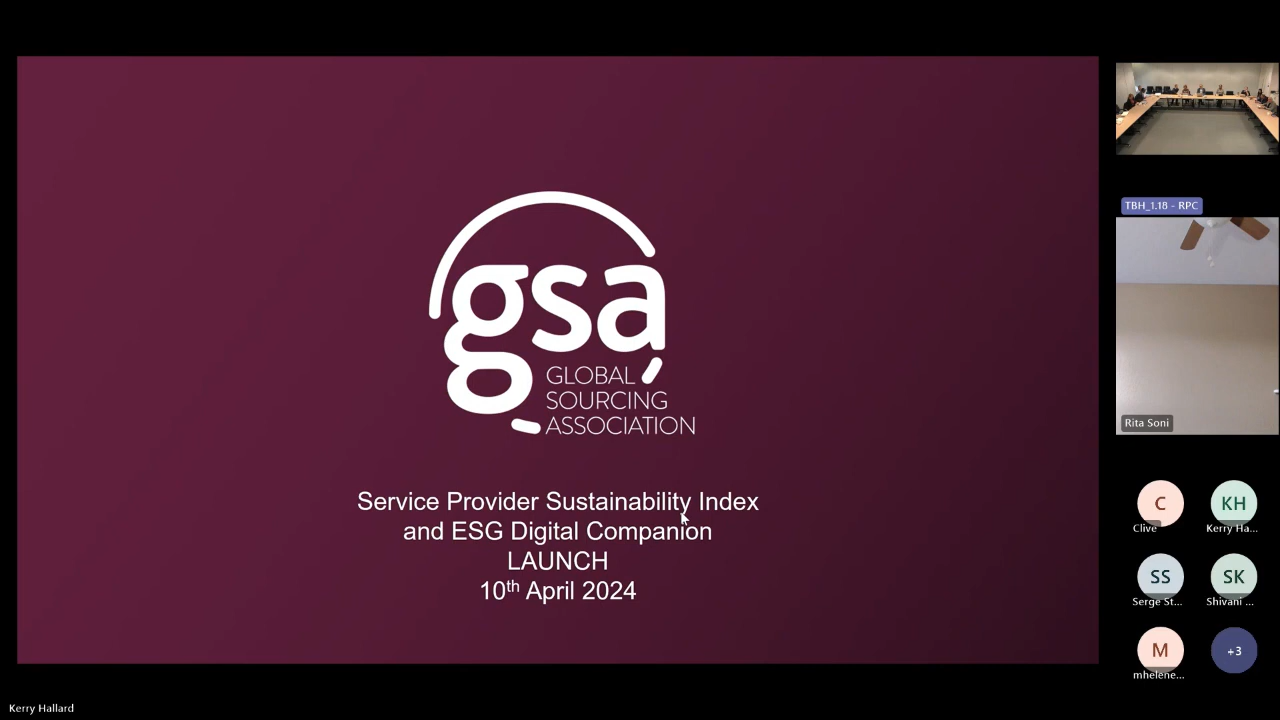 gsa
GLOBAL
SOURCING
ASSOCIATION
Service Provider Sustainability Index
and ESG Digital Companion
LAUNCH
10th April 2024
TBH_1.18 - RPC
Rita Soni
C
Clive
KH
Kerry Ha...
SS
Serge St...
SK
Shivani ...
M
mhelene...
+3
Kerry Hallard